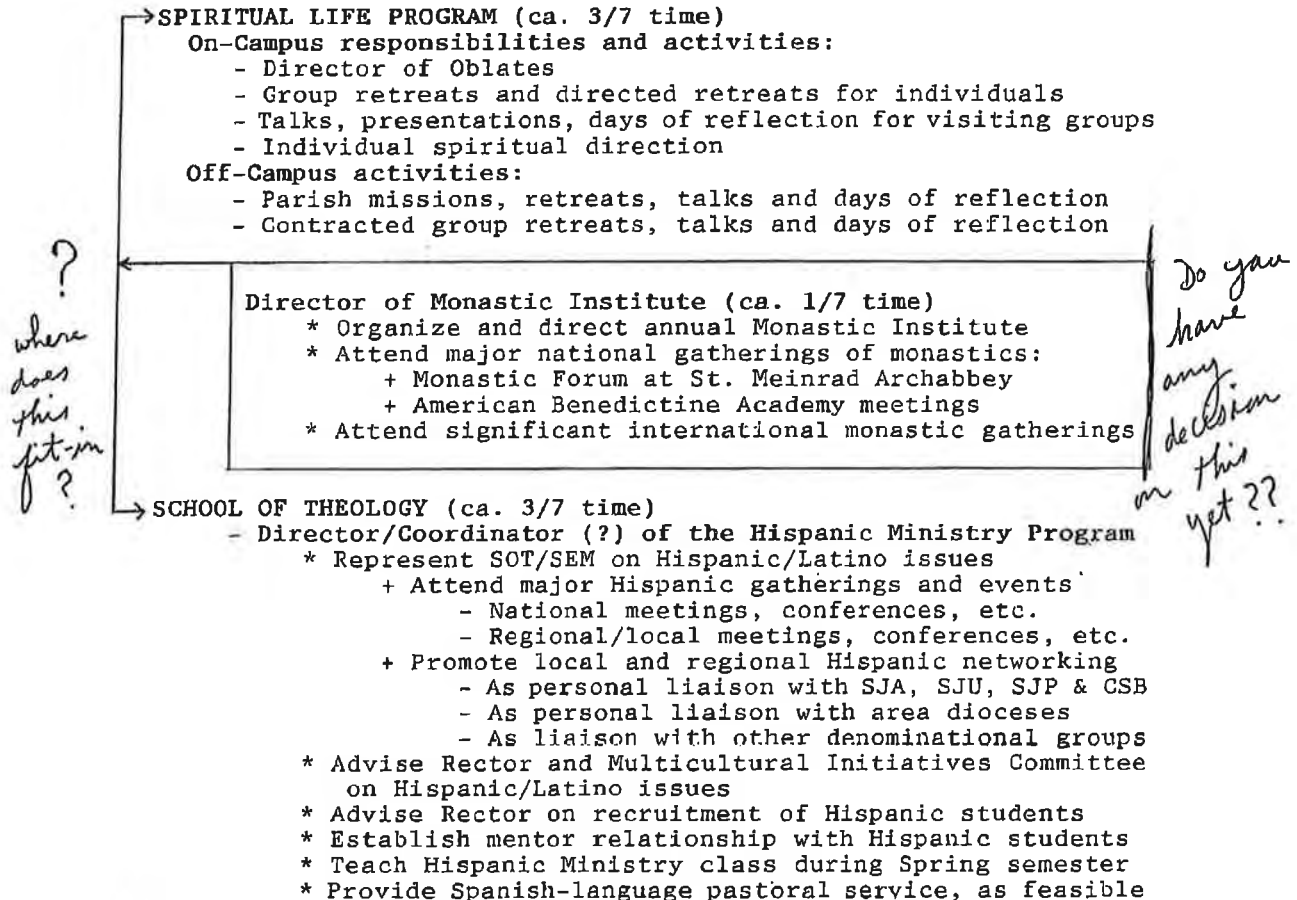 SPIRITUAL LIFE PROGRAM (ca. 3/7 time)
On-Campus responsibilities and activities:
- Director of Oblates
- Group retreats and directed retreats for individuals
- Talks, presentations, days of reflection for visiting groups
- Individual spiritual direction
Off-Campus activities:
- Parish missions, retreats, talks and days of reflection
- Contracted group retreats, talks and days of reflection
?
where
does
this
fit-in
?
Director of Monastic Institute (ca. 1/7 time)
* Organize and direct annual Monastic Institute
* Attend major national gatherings of monastics:
+ Monastic Forum at St. Meinrad Archabbey
+ American Benedictine Academy meetings
* Attend significant international monastic gatherings
Do you
have
any
decision
on this
yet ??
SCHOOL OF THEOLOGY (ca. 3/7 time)
- Director/Coordinator (?) of the Hispanic Ministry Program
* Represent SOT/SEM on Hispanic/Latino issues
+ Attend major Hispanic gatherings and events
- National meetings, conferences, etc.
- Regional/local meetings, conferences, etc.
+ Promote local and regional Hispanic networking
- As personal liaison with SJA, SJU, SJP & CSB
- As personal liaison with area dioceses
- As liaison with other denominational groups
* Advise Rector and Multicultural Initiatives Committee
on Hispanic/Latino issues
* Advise Rector on recruitment of Hispanic students
* Establish mentor relationship with Hispanic students
* Teach Hispanic Ministry class during Spring semester
* Provide Spanish-language pastoral service, as feasible